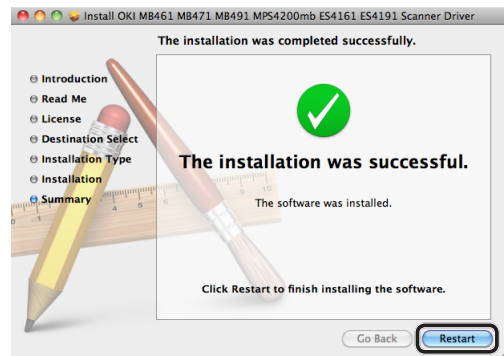 Install OKI MB461 MB471 MB491 MPS4200mb ES4161 ES4191 Scanner Driver
The installation was completed successfully.
Introduction
Read Me
License
Destination Select
Installation Type
Installation
Summary
The installation was successful.
The software was installed.
Click Restart to finish installing the software.
Go Back
Restart